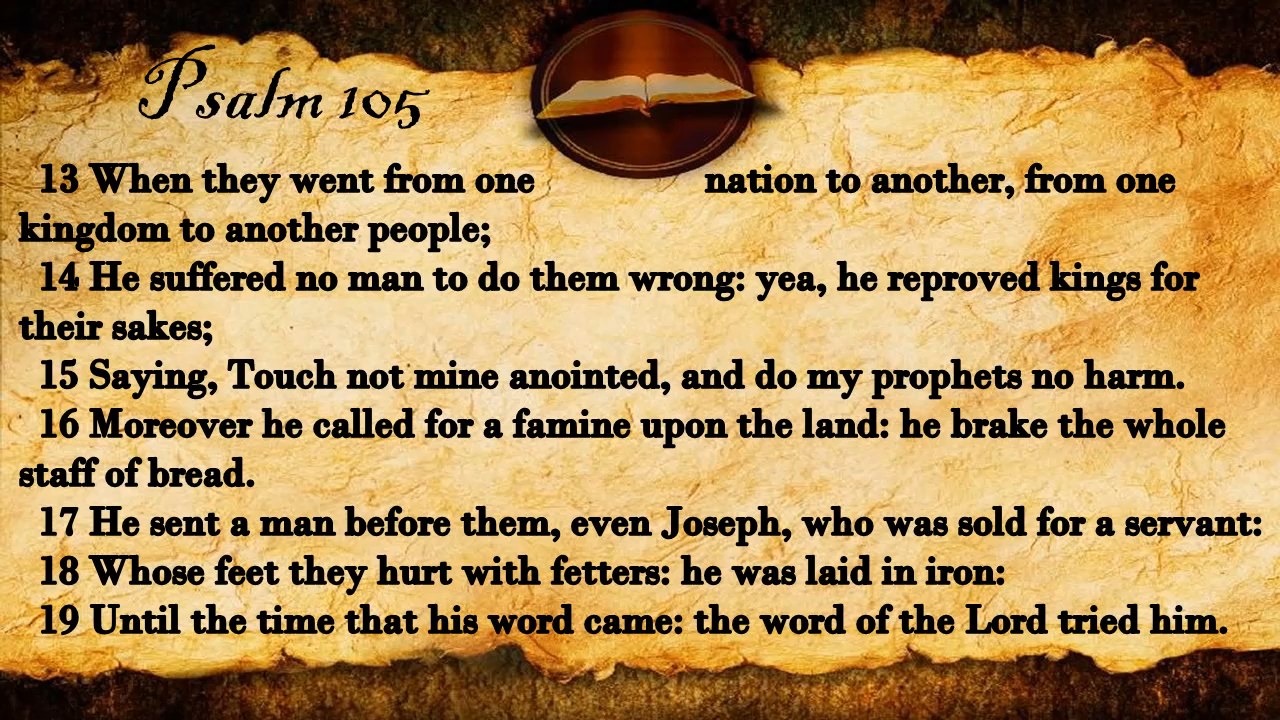 Psalm 105
13 When they went from one nation to another, from one
kingdom to another people;
14 He suffered no man to do them wrong: yea, he reproved kings for
their sakes;
15 Saying, Touch not mine anointed, and do my prophets no harm.
16 Moreover he called for a famine upon the land: he brake the whole
staff of bread.
17 He sent a man before them, even Joseph, who was sold for a servant:
18 Whose feet they hurt with fetters: he was laid in iron:
19 Until the time that his word came: the word of the Lord tried him.